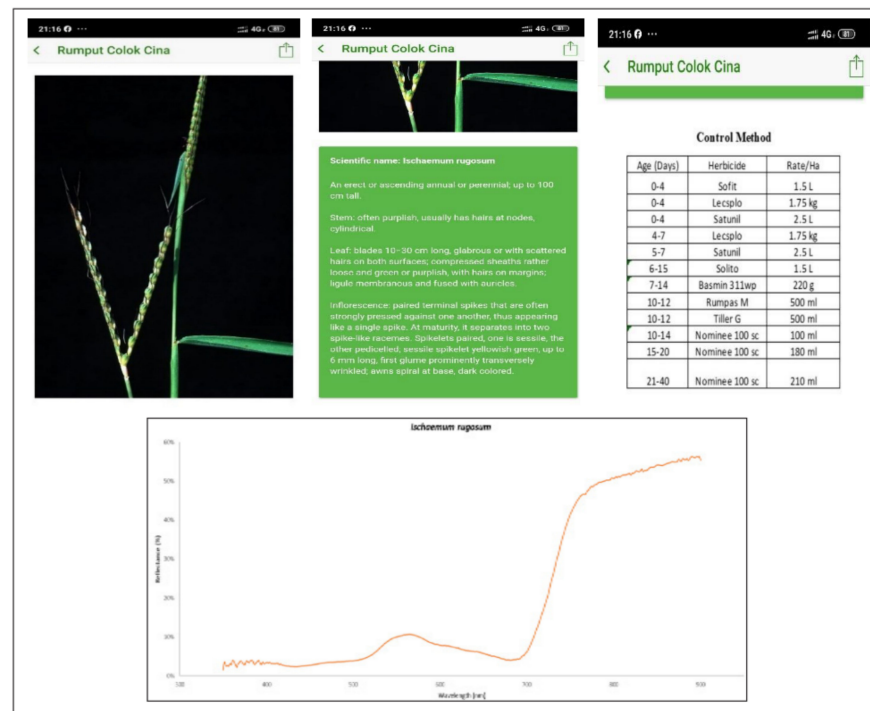 21:16 ··· 4G 81
Rumput Colok Cina
21:16 ··· 4G 81
Rumput Colok Cina
Scientific name: Ischaemum rugosum
An erect or ascending annual or perennial; up to 100
cm tall.
Stem: often purplish, usually has hairs at nodes,
cylindrical.
Leaf: blades 10–30 cm long, glabrous or with scattered
hairs on both surfaces; compressed sheaths rather
loose and green or purplish, with hairs on margins;
ligule membranous and fused with auricles.
Inflorescence: paired terminal spikes that are often
strongly pressed against one another, thus appearing
like a single spike. At maturity, it separates into two
spike-like racemes. Spikelets paired, one is sessile, the
other pedicelled; sessile spikelet yellowish green, up to
6 mm long, first glume prominently transversely
wrinkled; awns spiral at base, dark colored.
21:16 ··· 4G 81
Rumput Colok Cina
Control Method
Age (Days) Herbicide Rate/Ha
0-4 Sofit 1.5 L
0-4 Lecsplo 1.75 kg
0-4 Satunil 2.5 L
4-7 Lecsplo 1.75 kg
5-7 Satunil 2.5 L
6-15 Solito 1.5 L
7-14 Basmin 311wp 220 g
10-12 Rumpas M 500 ml
10-12 Tiller G 500 ml
10-14 Nominee 100 sc 100 ml
15-20 Nominee 100 sc 180 ml
21-40 Nominee 100 sc 210 ml
Ischaemum rugosum
Reflectance (%)
60%
50%
40%
30%
20%
10%
0%
300 400 500 600 700 800 900
Wavelength (nm)